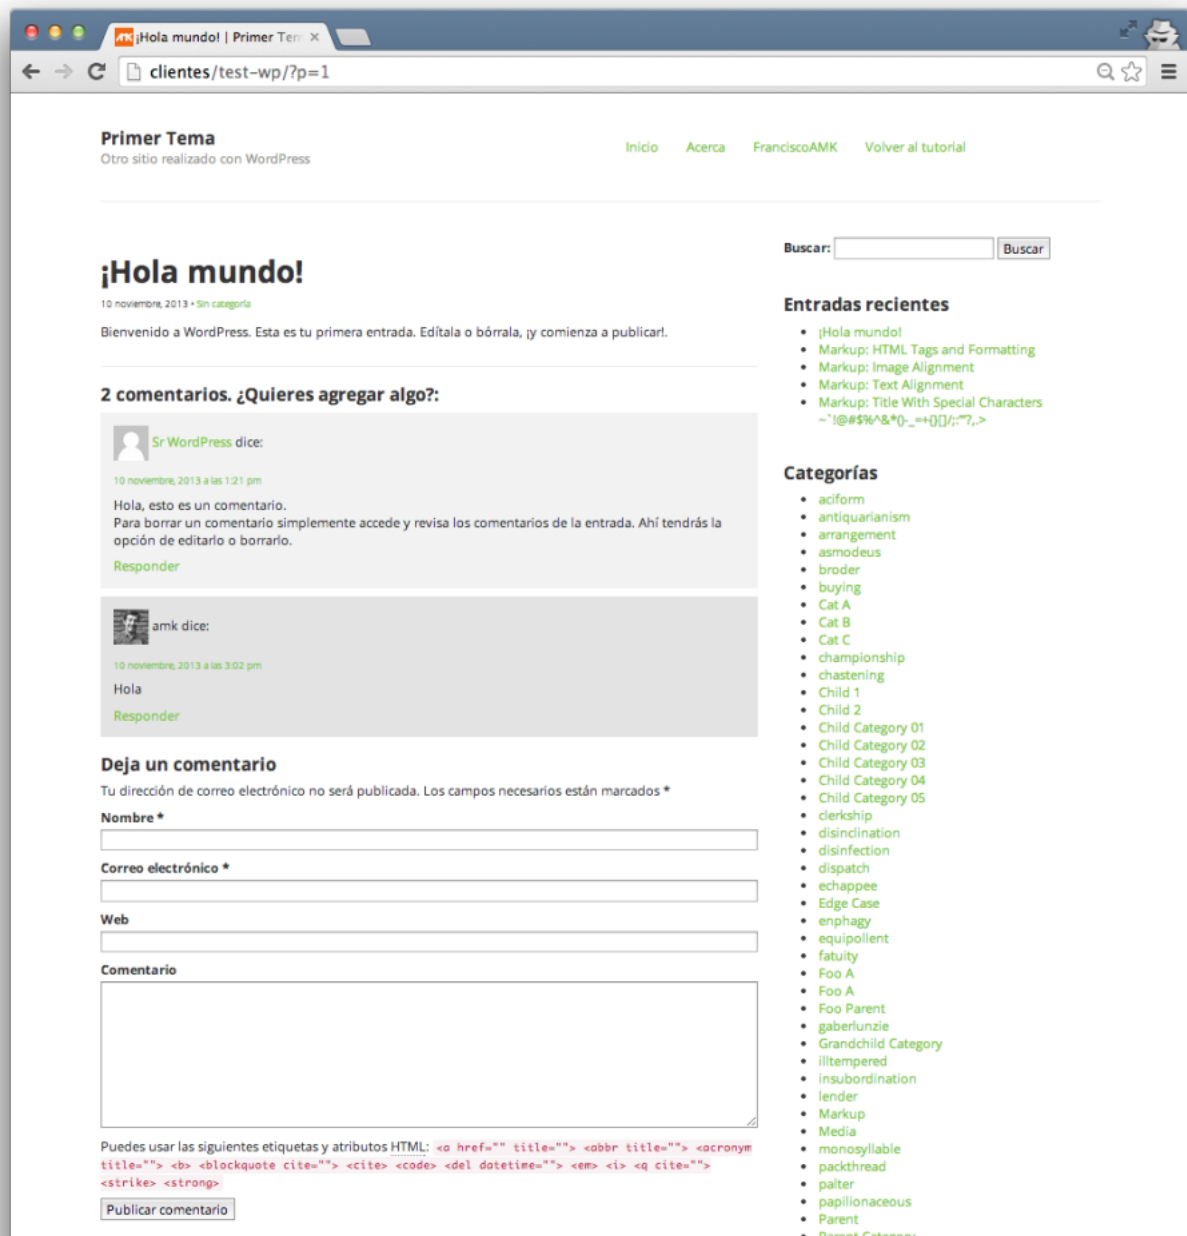 ¡Hola mundo! | Primer Tem
clientes/test-wp/?p=1
Primer Tema
Otro sitio realizado con WordPress
Inicio Acerca FranciscoAMK Volver al tutorial
¡Hola mundo!
10 noviembre, 2013 • Sin categoría
Bienvenido a WordPress. Esta es tu primera entrada. Edítala o bórrala, ¡y comienza a publicar!.
2 comentarios. ¿Quieres agregar algo?:
Sr WordPress dice:
10 noviembre, 2013 a las 1:21 pm
Hola, esto es un comentario.
Para borrar un comentario simplemente accede y revisa los comentarios de la entrada. Ahí tendrás la
opción de editarlo o borrarlo.
Responder
amk dice:
10 noviembre, 2013 a las 3:02 pm
Hola
Responder
Deja un comentario
Tu dirección de correo electrónico no será publicada. Los campos necesarios están marcados *
Nombre *
Correo electrónico *
Web
Comentario
Puedes usar las siguientes etiquetas y atributos HTML: <a href="" title=""> <abbr title=""> <acronym
title=""> <b> <blockquote cite=""> <cite> <code> <del datetime=""> <em> <i> <q cite="">
<strike> <strong>
Publicar comentario
Buscar: Buscar
Entradas recientes
¡Hola mundo!
Markup: HTML Tags and Formatting
Markup: Image Alignment
Markup: Text Alignment
Markup: Title With Special Characters
~`!@#$%^&*()-_=+{}[]/;:'"?,.>
Categorías
aciform
antiquarianism
arrangement
asmodeus
broder
buying
Cat A
Cat B
Cat C
championship
chastening
Child 1
Child 2
Child Category 01
Child Category 02
Child Category 03
Child Category 04
Child Category 05
clerkship
disinclination
disinfection
dispatch
echappee
Edge Case
enphagy
equipollent
fatuity
Foo A
Foo A
Foo Parent
gaberlunzie
Grandchild Category
illtempered
insubordination
lender
Markup
Media
monosyllable
packthread
palter
papilionaceous
Parent
Parent Category